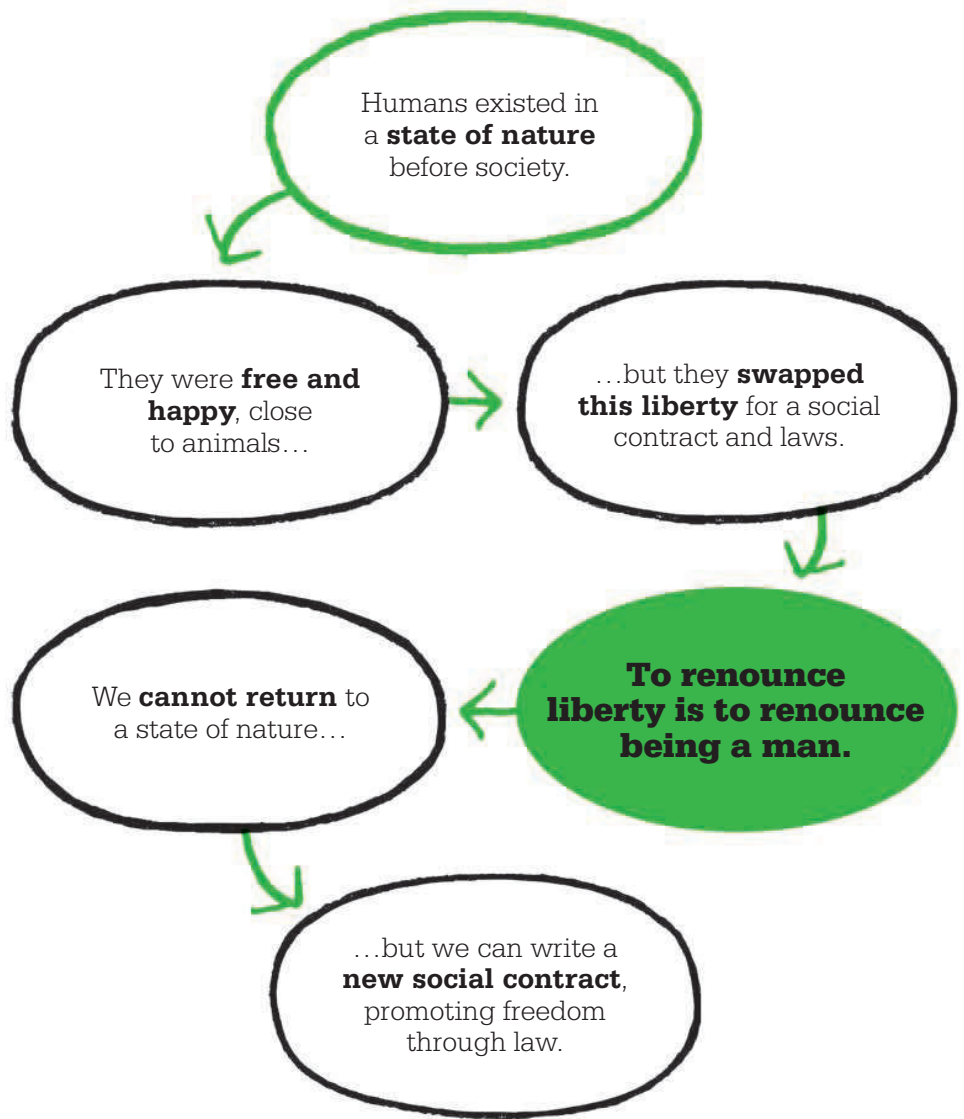 Humans existed in
a state of nature
before society.
They were free and
happy, close
to animals…
…but they swapped
this liberty for a social
contract and laws.
To renounce
liberty is to renounce
being a man.
We cannot return to
a state of nature…
…but we can write a
new social contract,
promoting freedom
through law.